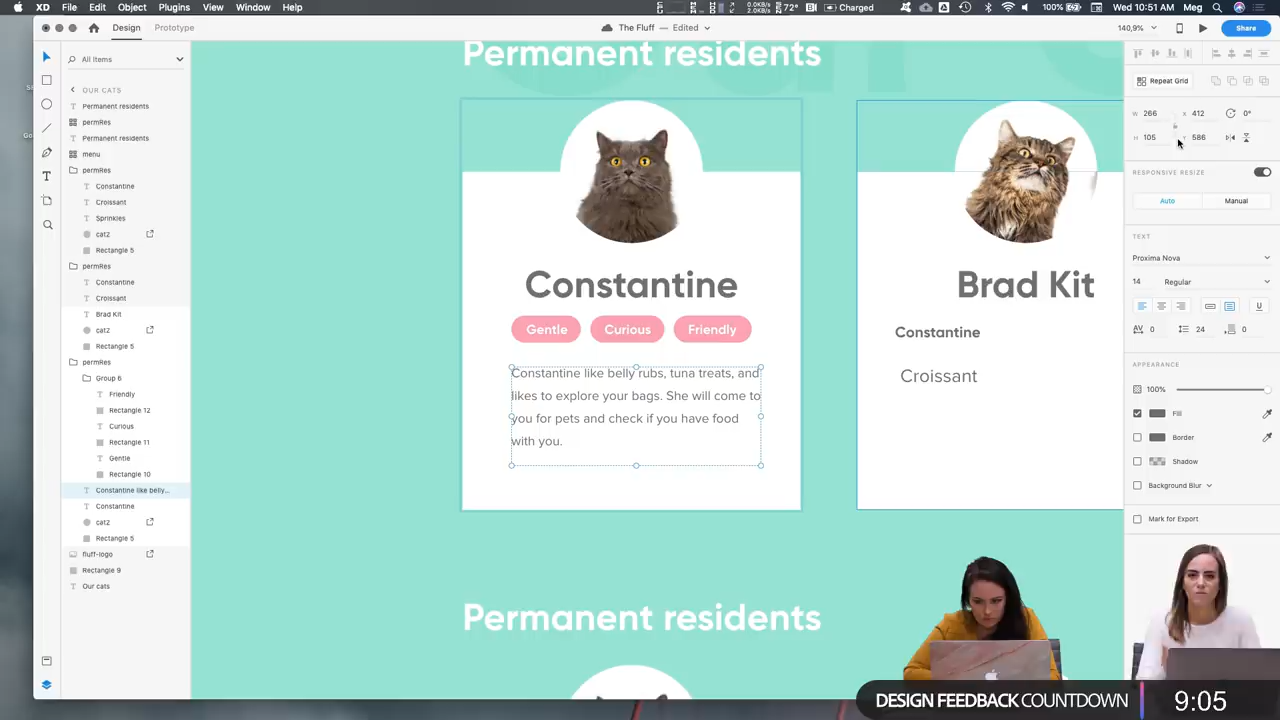 XD File Edit Object View Plugins Window Help
72° Charged 100% Wed 10:51 AM Meg
Design Prototype
The Fluff — Edited
140,9%
Share
All Items
OUR CATS
Permanent residents
permRes
Permanent residents
menu
permRes
Constantine
Croissant
Sprinkles
cat2
Rectangle 5
permRes
Constantine
Croissant
Brad Kit
cat2
Rectangle 5
permRes
Group 6
Friendly
Rectangle 12
Curious
Rectangle 11
Gentle
Rectangle 10
Constantine like belly...
Constantine
cat2
Rectangle 5
fluff-logo
Rectangle 9
Our cats
Permanent residents
Constantine
Gentle Curious Friendly
Constantine like belly rubs, tuna treats, and
likes to explore your bags. She will come to
you for pets and check if you have food
with you.
Brad Kit
Constantine
Croissant
Permanent residents
Repeat Grid
W 266 X 412 0°
H 105 Y 586
RESPONSIVE RESIZE
Auto Manual
TEXT
Proxima Nova
14 Regular
AV 0 24 0
APPEARANCE
100%
Fill
Border
Shadow
Background Blur
Mark for Export
DESIGN FEEDBACK COUNTDOWN 9:05